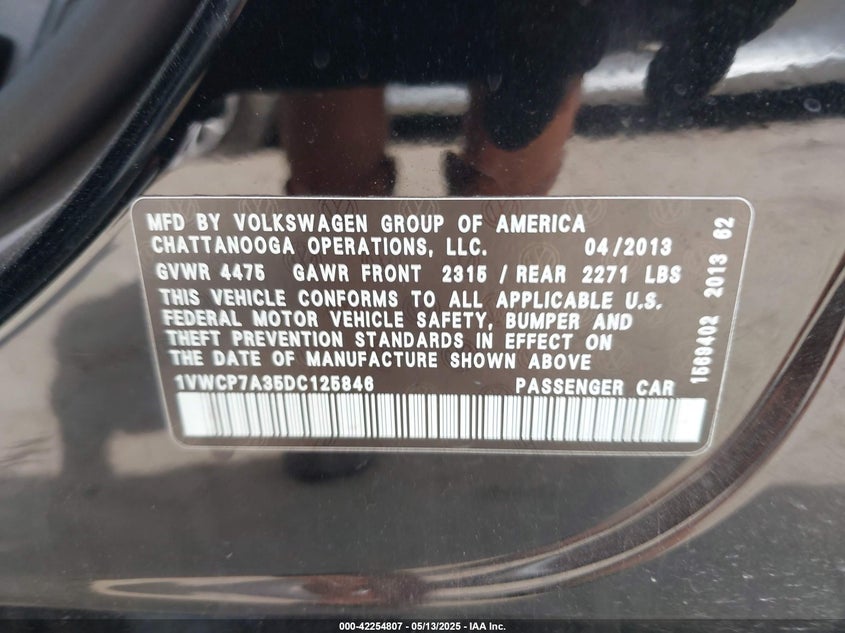 MFD BY VOLKSWAGEN GROUP OF AMERICA
CHATTANOOGA OPERATIONS, LLC. 04/2013
GVWR 4475 GAWR FRONT 2315 / REAR 2271 LBS
THIS VEHICLE CONFORMS TO ALL APPLICABLE U.S.
FEDERAL MOTOR VEHICLE SAFETY, BUMPER AND
THEFT PREVENTION STANDARDS IN EFFECT ON
THE DATE OF MANUFACTURE SHOWN ABOVE
1VWCP7A35DC125846 PASSENGER CAR
1569402 2013 62
000-42254807 - 05/13/2025 - IAA Inc.